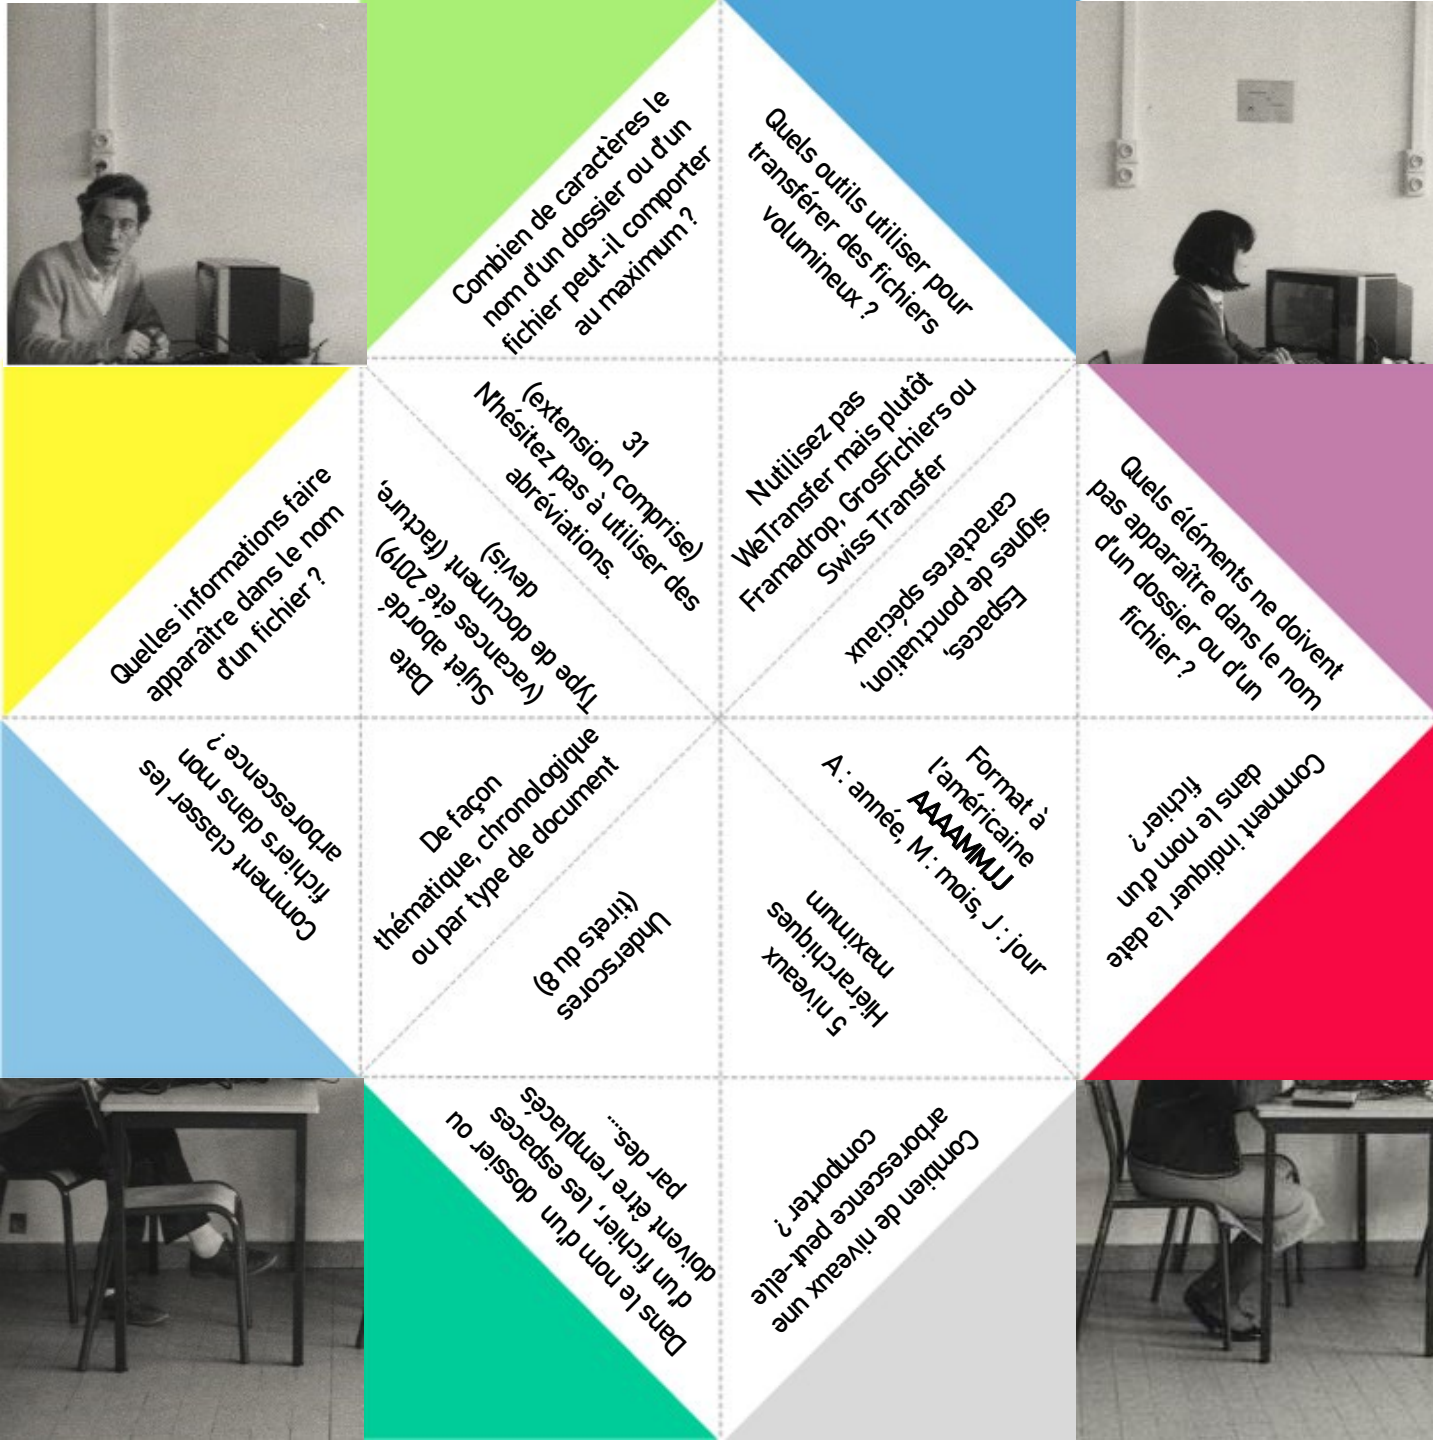 Combien de caractères le
nom d'un dossier ou d'un
fichier peut-il comporter
au maximum ?
Quels outils utiliser pour
transférer des fichiers
volumineux ?
31
(extension comprise)
N'hésitez pas à utiliser des
abréviations.
N'utilisez pas
WeTransfer mais plutôt
Framadrop, GrosFichiers ou
Swiss Transfer
Quelles informations faire
apparaître dans le nom
d'un fichier ?
Date
Sujet abordé
(vacances été 2019)
Type de document (facture,
devis)
Espaces,
signes de ponctuation,
caractères spéciaux
Quels éléments ne doivent
pas apparaître dans le nom
d'un dossier ou d'un
fichier ?
Comment classer les
fichiers dans mon
arborescence ?
De façon
thématique, chronologique
ou par type de document
Underscores
(tirets du 8)
5 niveaux
Hiérarchiques
maximum
Format à
l'américaine
AAAAMMJJ
A : année, M : mois, J : jour
Comment indiquer la date
dans le nom d'un
fichier ?
Dans le nom d'un dossier ou
d'un fichier, les espaces
doivent être remplacés
par des...
Combien de niveaux une
arborescence peut-elle
comporter ?